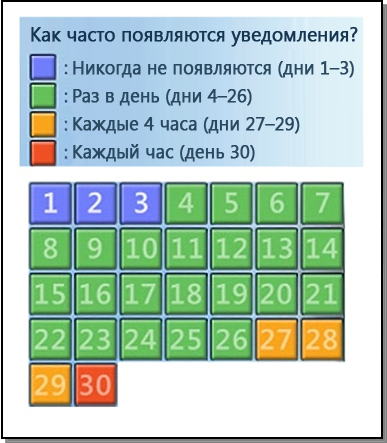 Как часто появляются уведомления?
: Никогда не появляются (дни 1–3)
: Раз в день (дни 4–26)
: Каждые 4 часа (дни 27–29)
: Каждый час (день 30)
1 2 3 4 5 6 7
8 9 10 11 12 13 14
15 16 17 18 19 20 21
22 23 24 25 26 27 28
29 30